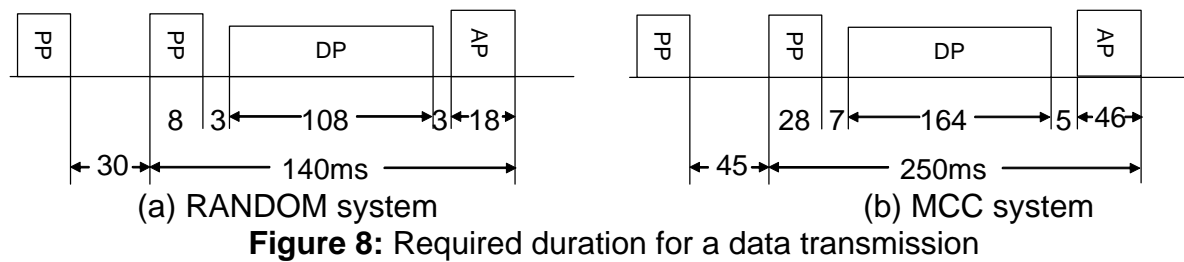 PP PP DP AP
8 3 108 3 18
30 140ms
(a) RANDOM system
PP PP DP AP
28 7 164 5 46
45 250ms
(b) MCC system
Figure 8: Required duration for a data transmission